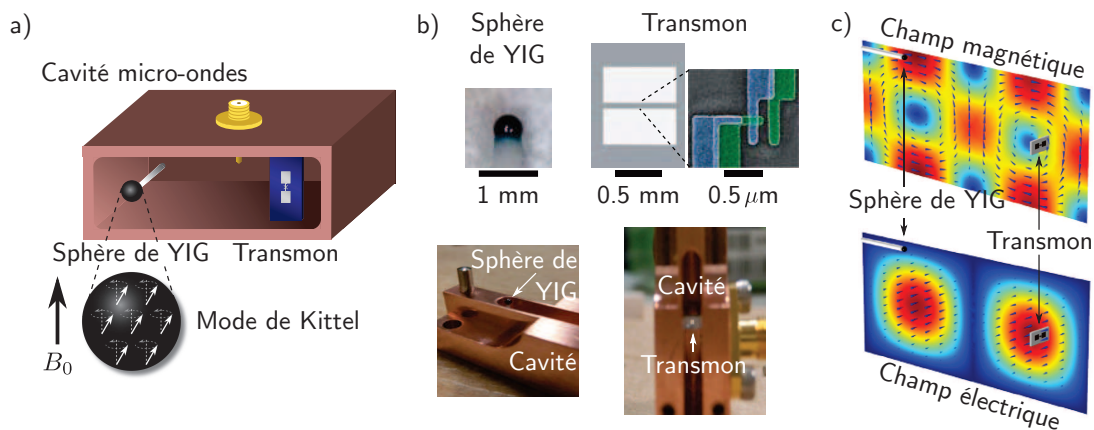 a)
Cavité micro-ondes
Sphère de YIG
Transmon
B₀
Mode de Kittel
b)
Sphère
de YIG
Transmon
1 mm
0.5 mm
0.5 μm
Sphère de
YIG
Cavité
Cavité
Transmon
c)
Champ magnétique
Sphère de YIG
Transmon
Champ électrique